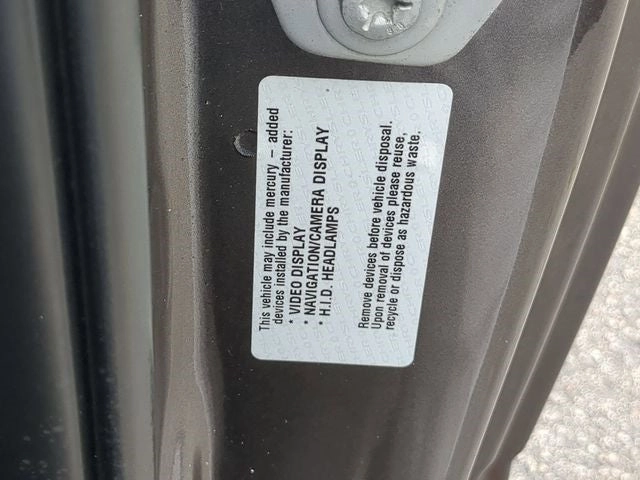 This vehicle may include mercury – added
devices installed by the manufacturer:
* VIDEO DISPLAY
* NAVIGATION/CAMERA DISPLAY
* H.I.D. HEADLAMPS
Remove devices before vehicle disposal.
Upon removal of devices please reuse,
recycle or dispose as hazardous waste.